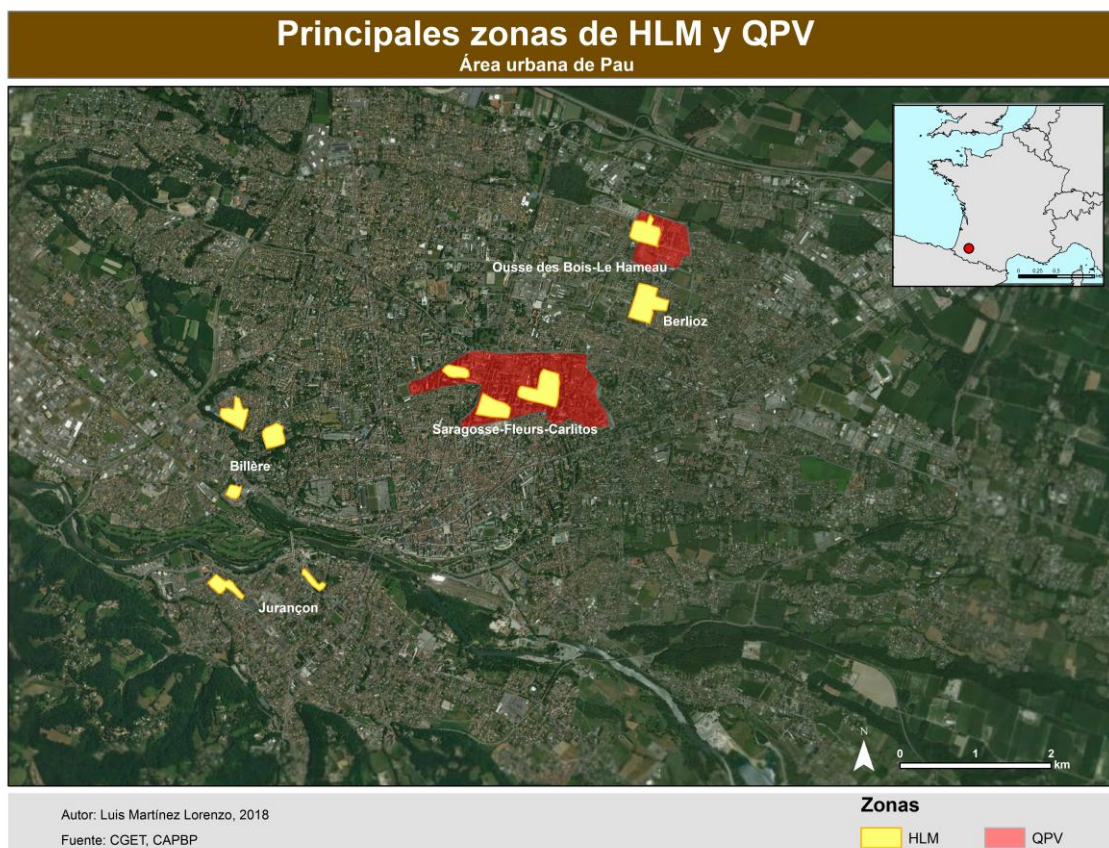 Principales zonas de HLM y QPV
Área urbana de Pau
Ousse des Bois-Le Hameau
Berlioz
Saragosse-Fleurs-Carlitos
Billère
Jurançon
N
0 1 2
km
Autor: Luis Martínez Lorenzo, 2018
Fuente: CGET, CAPBP
Zonas
HLM QPV